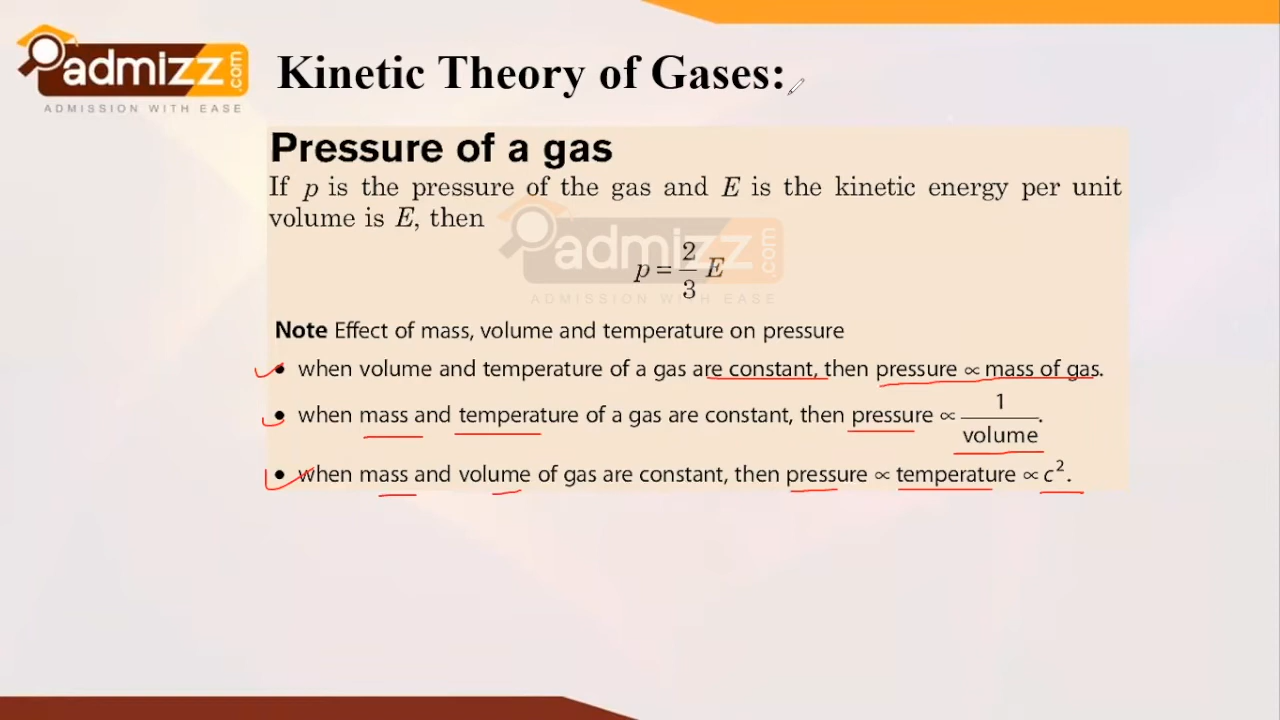 admizz.com
ADMISSION WITH EASE
Kinetic Theory of Gases:
Pressure of a gas
If p is the pressure of the gas and E is the kinetic energy per unit
volume is E, then
p = 2/3 E
admizz.com
ADMISSION WITH EASE
Note Effect of mass, volume and temperature on pressure
• when volume and temperature of a gas are constant, then pressure ∝ mass of gas.
• when mass and temperature of a gas are constant, then pressure ∝ 1/volume.
• when mass and volume of gas are constant, then pressure ∝ temperature ∝ c².